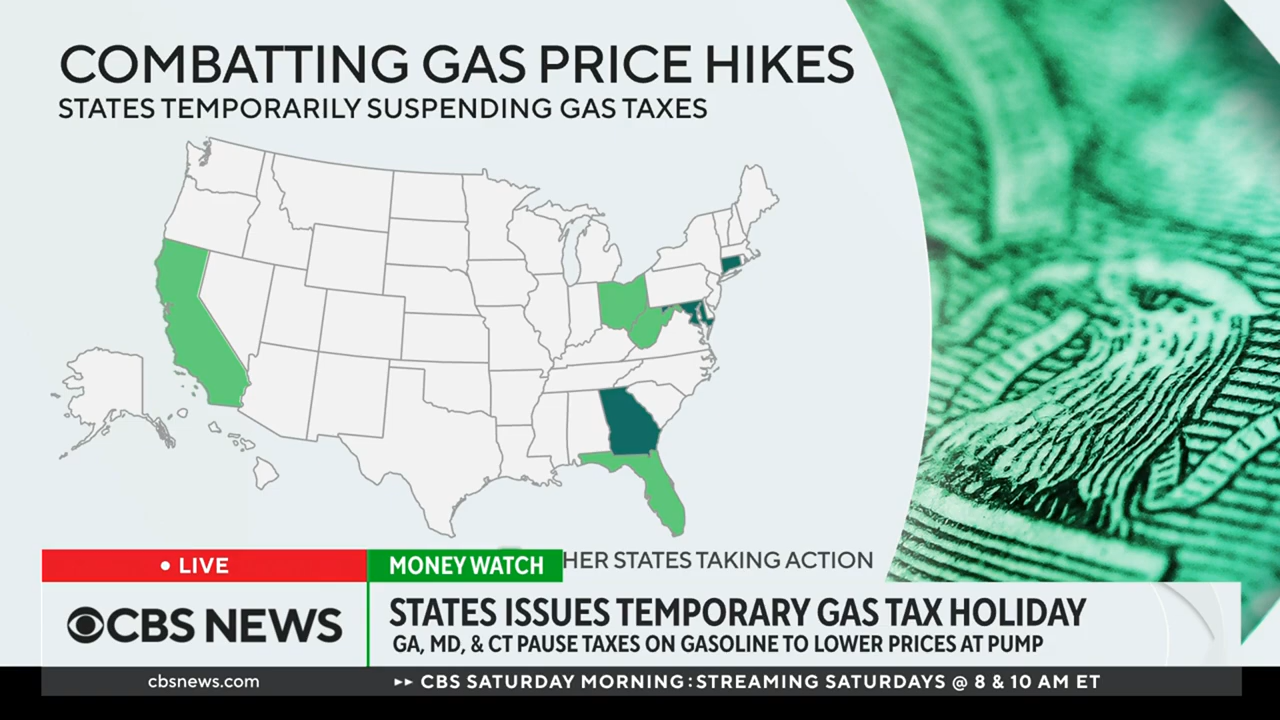 COMBATTING GAS PRICE HIKES
STATES TEMPORARILY SUSPENDING GAS TAXES
HER STATES TAKING ACTION
• LIVE
MONEY WATCH
CBS NEWS
STATES ISSUES TEMPORARY GAS TAX HOLIDAY
GA, MD, & CT PAUSE TAXES ON GASOLINE TO LOWER PRICES AT PUMP
cbsnews.com
CBS SATURDAY MORNING: STREAMING SATURDAYS @ 8 & 10 AM ET